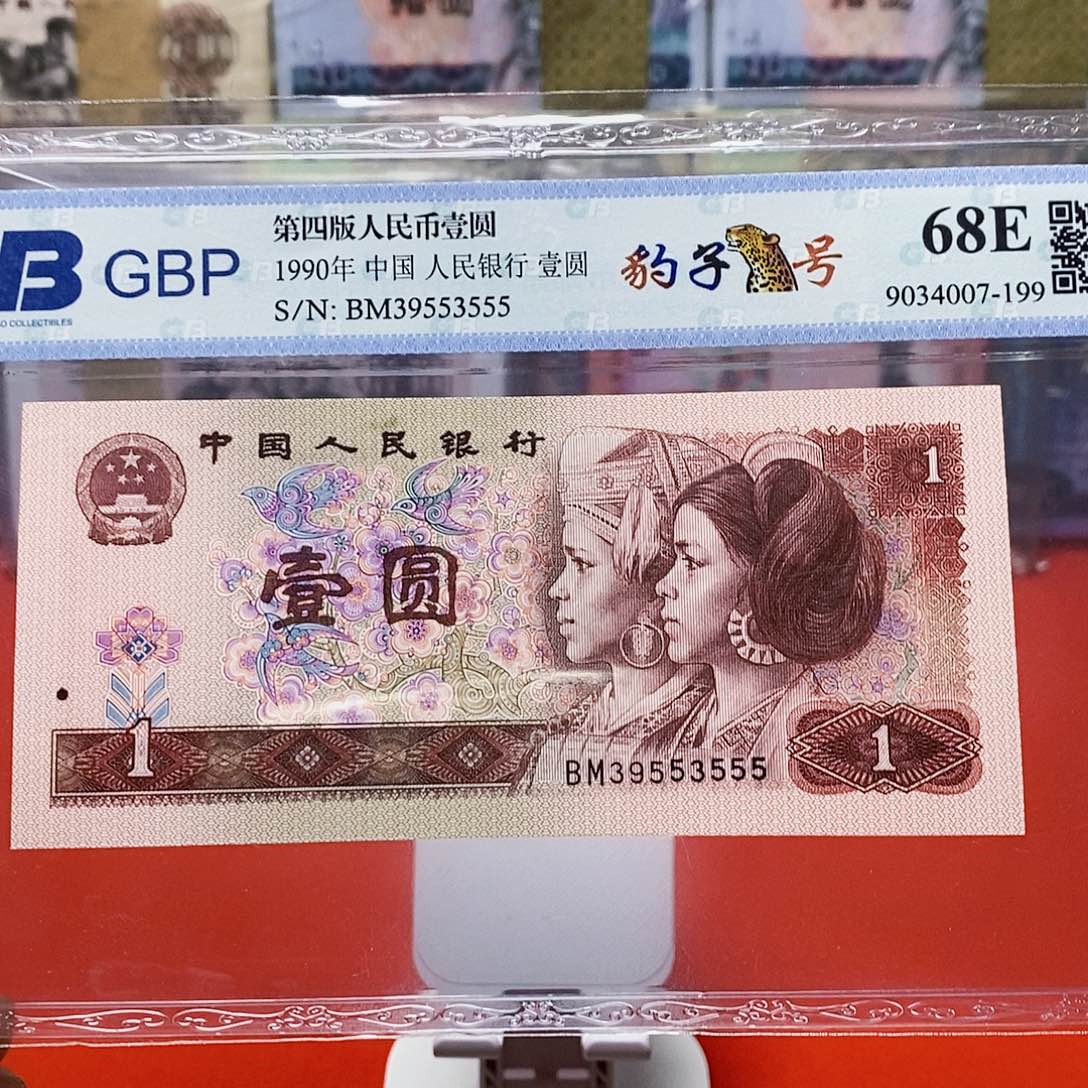 B GBP
O COLLECTIBLES
第四版人民币壹圆
1990年 中国 人民银行 壹圆
S/N: BM39553555
豹子号
68E
9034007-199
中国人民银行
1
壹圆
1
BM39553555
1